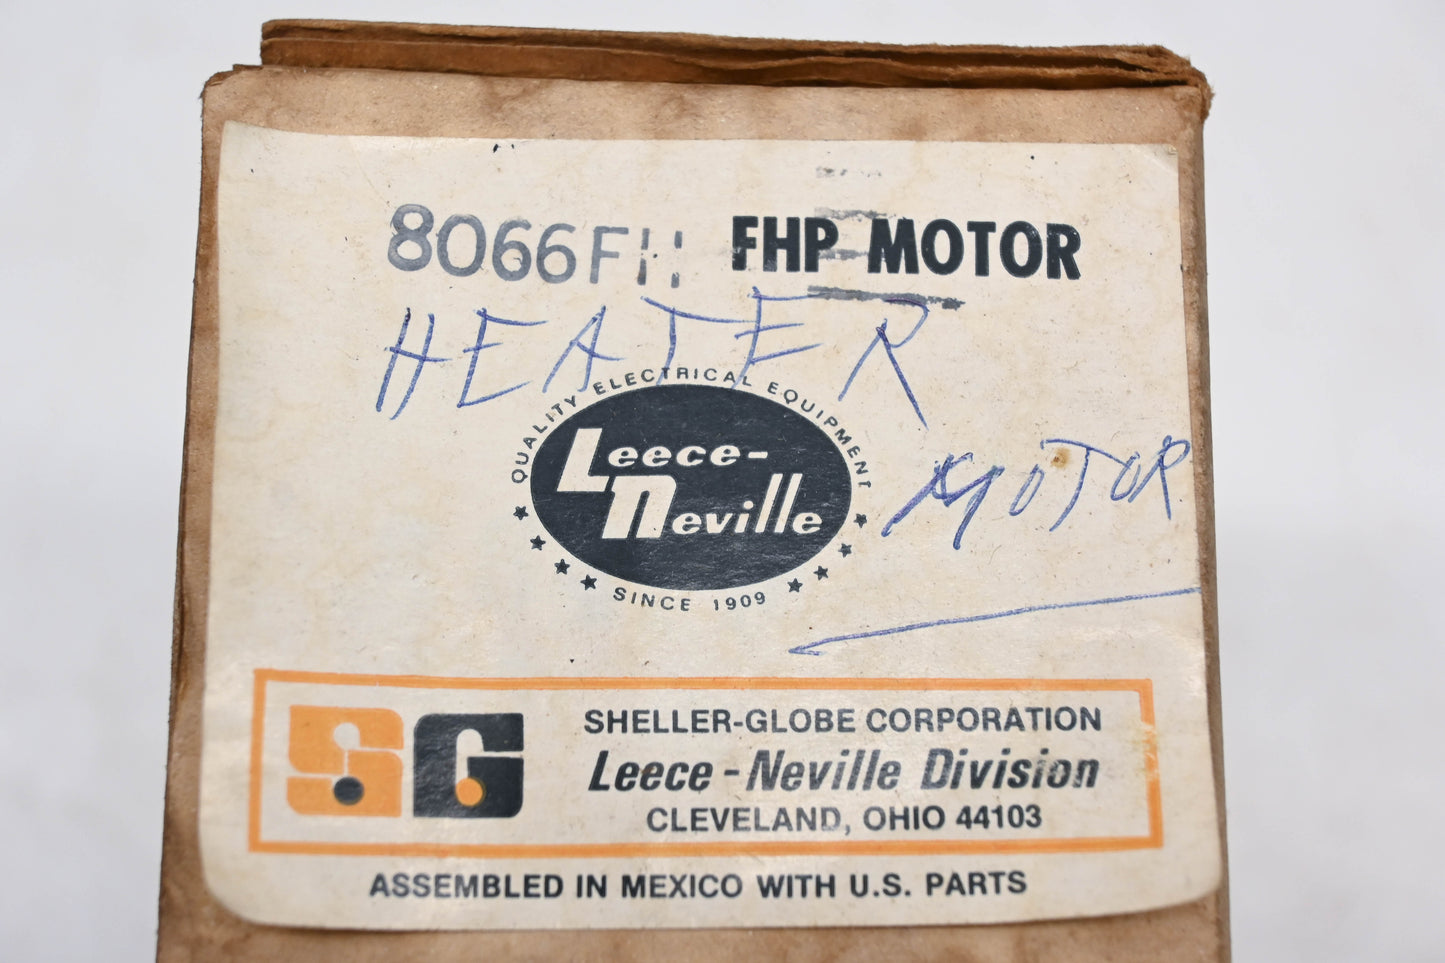 8066FH FHP MOTOR
HEATER
MOTOR
QUALITY ELECTRICAL EQUIPMENT
Leece-
Neville
SINCE 1909
SG SHELLER-GLOBE CORPORATION
Leece-Neville Division
CLEVELAND, OHIO 44103
ASSEMBLED IN MEXICO WITH U.S. PARTS